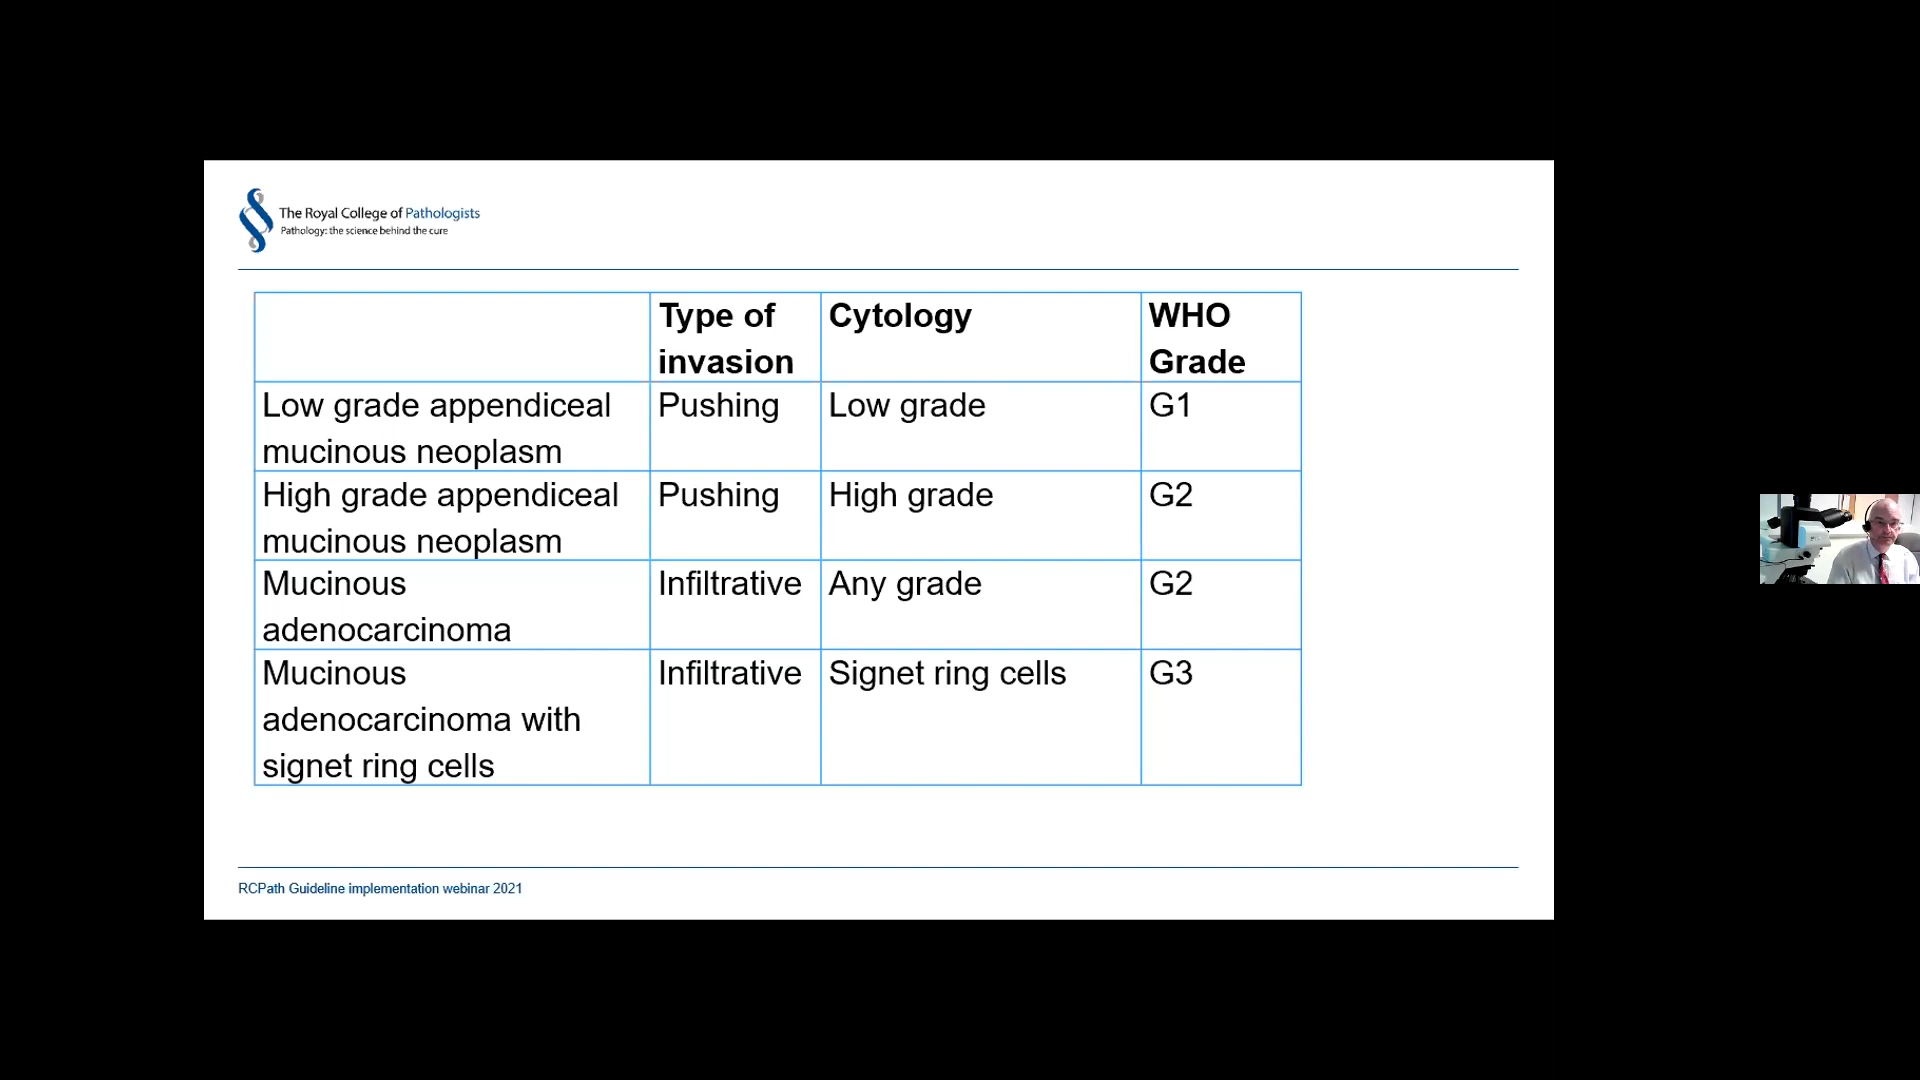 The Royal College of Pathologists
Pathology: the science behind the cure
Type of invasion Cytology WHO Grade
Low grade appendiceal mucinous neoplasm Pushing Low grade G1
High grade appendiceal mucinous neoplasm Pushing High grade G2
Mucinous adenocarcinoma Infiltrative Any grade G2
Mucinous adenocarcinoma with signet ring cells Infiltrative Signet ring cells G3
RCPath Guideline implementation webinar 2021